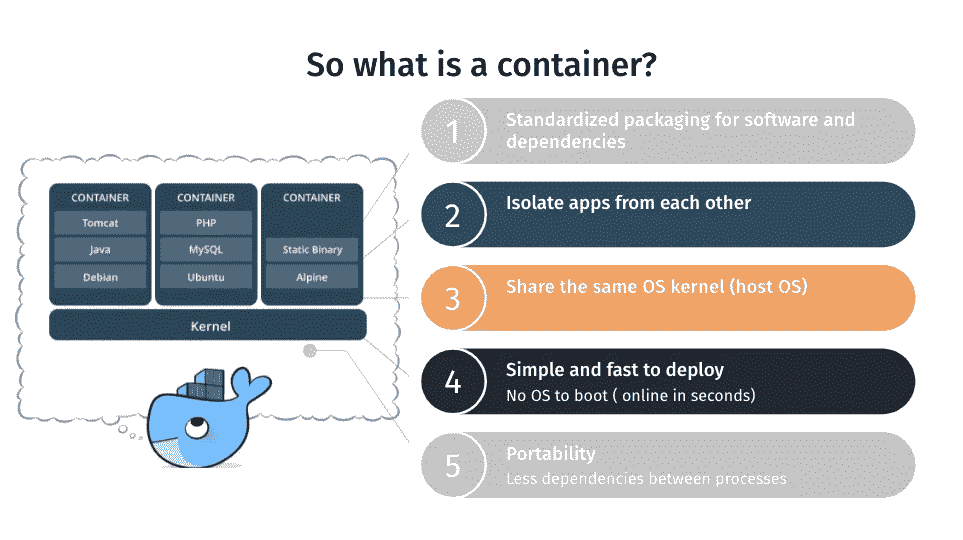 So what is a container?
1
Standardized packaging for software and
dependencies
2
Isolate apps from each other
3
Share the same OS kernel (host OS)
4
Simple and fast to deploy
No OS to boot ( online in seconds)
5
Portability
Less dependencies between processes
CONTAINER
Tomcat
Java
Debian
CONTAINER
PHP
MySQL
Ubuntu
CONTAINER
Static Binary
Alpine
Kernel